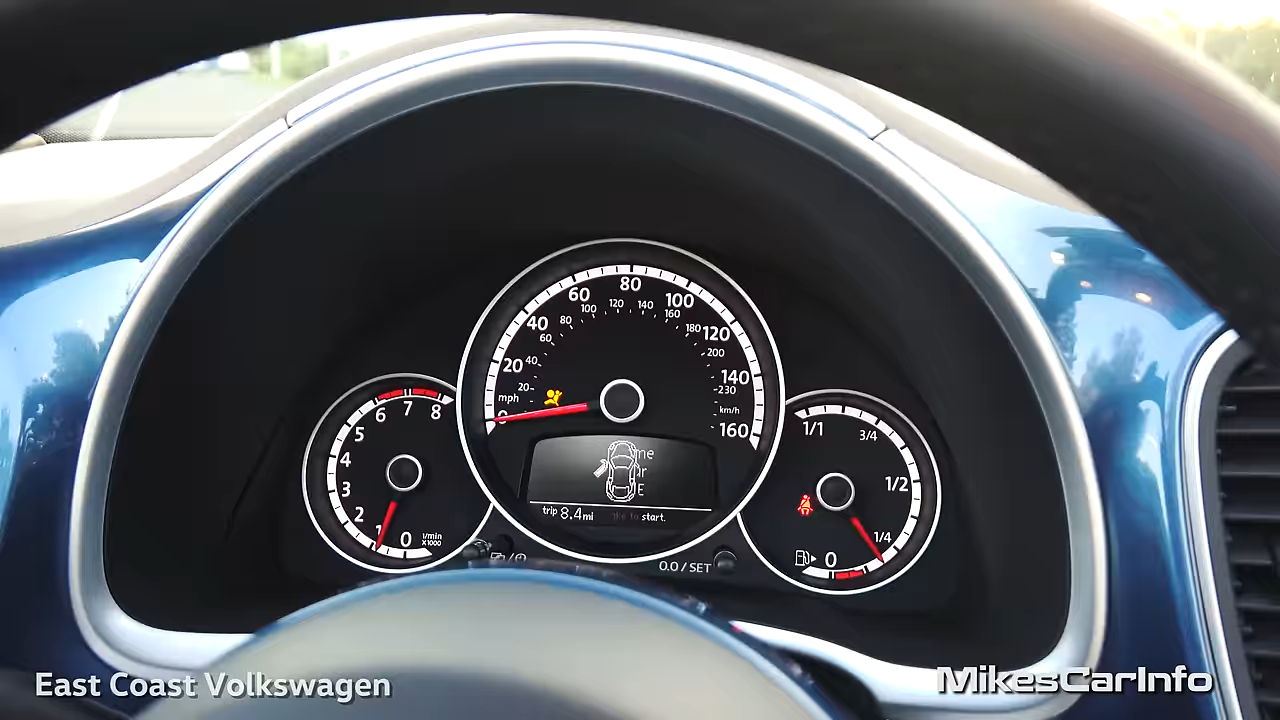 80
60 100
100 120 140 160
40 80 180 120
60 200
20 40 140
20 230
mph km/h
0 160
6 7 8
5
4
3
2
1
0 1/min
X1000
trip 8.4mi to start.
0.0 / SET
1/1 3/4
1/2
1/4
0
East Coast Volkswagen
MikesCarInfo